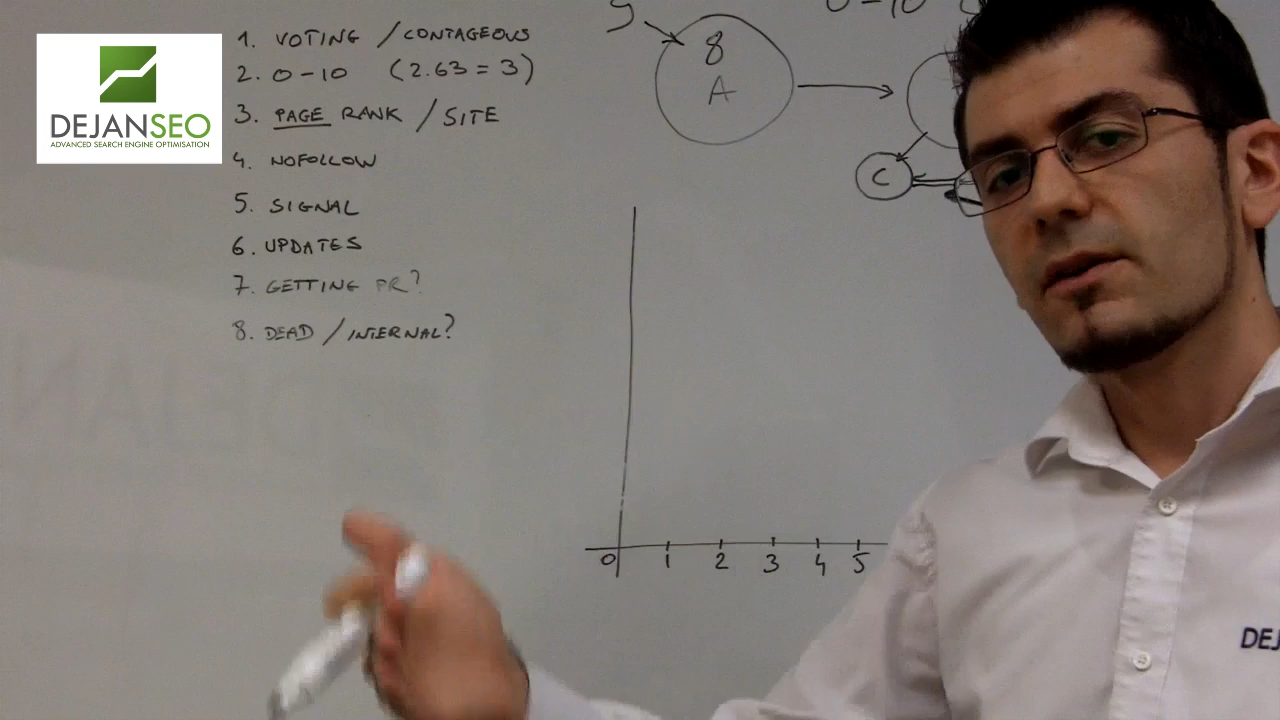 DEJANSEO
ADVANCED SEARCH ENGINE OPTIMISATION
1. VOTING / CONTAGEOUS
2. 0-10 (2.63 = 3)
3. PAGE RANK / SITE
4. NOFOLLOW
5. SIGNAL
6. UPDATES
7. GETTING PR?
8. DEAD / INTERNAL?
8
A
C
0 1 2 3 4 5
DEJ